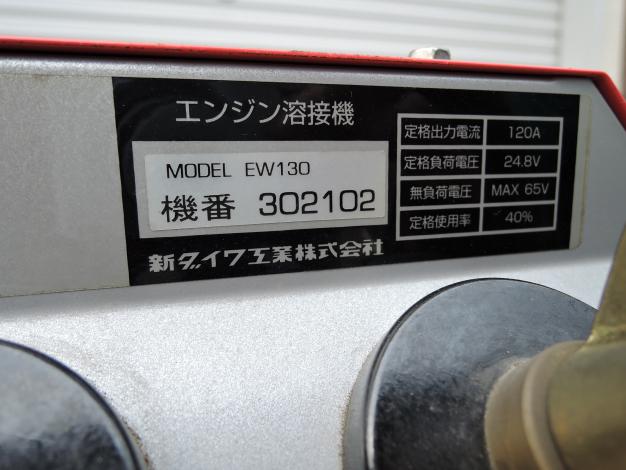 エンジン溶接機
MODEL EW130
機番 302102
新ダイワ工業株式会社
定格出力電流 120A
定格負荷電圧 24.8V
無負荷電圧 MAX 65V
定格使用率 40%